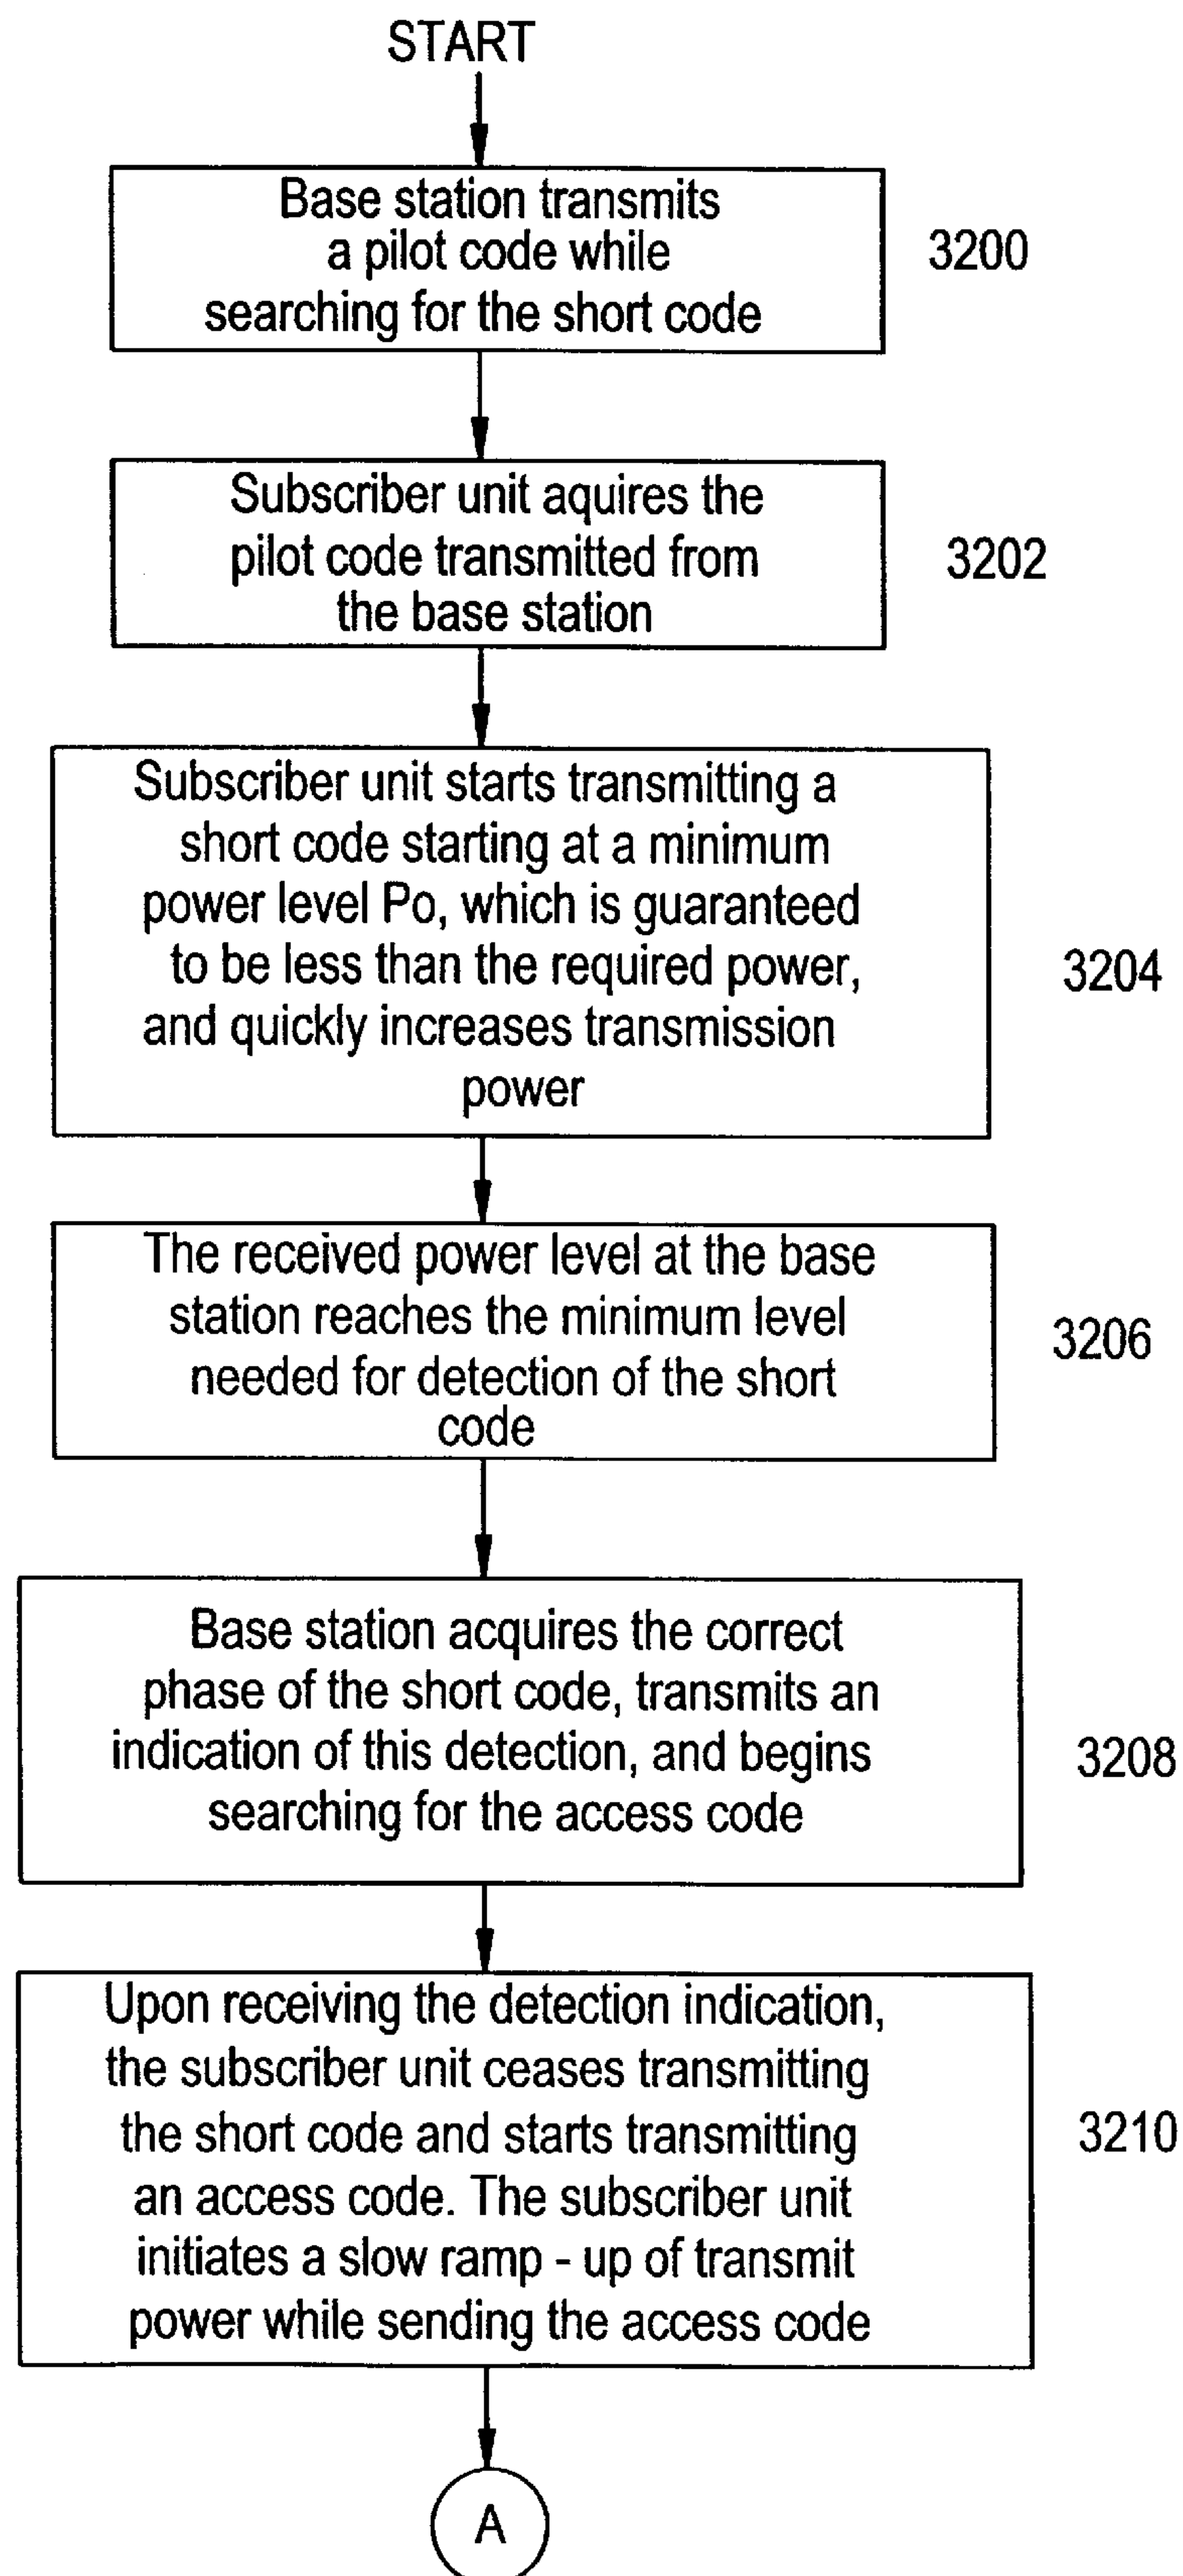 START
Base station transmits
a pilot code while
searching for the short code
3200
Subscriber unit aquires the
pilot code transmitted from
the base station
3202
Subscriber unit starts transmitting a
short code starting at a minimum
power level Po, which is guaranteed
to be less than the required power,
and quickly increases transmission
power
3204
The received power level at the base
station reaches the minimum level
needed for detection of the short
code
3206
Base station acquires the correct
phase of the short code, transmits an
indication of this detection, and begins
searching for the access code
3208
Upon receiving the detection indication,
the subscriber unit ceases transmitting
the short code and starts transmitting
an access code. The subscriber unit
initiates a slow ramp - up of transmit
power while sending the access code
3210
A